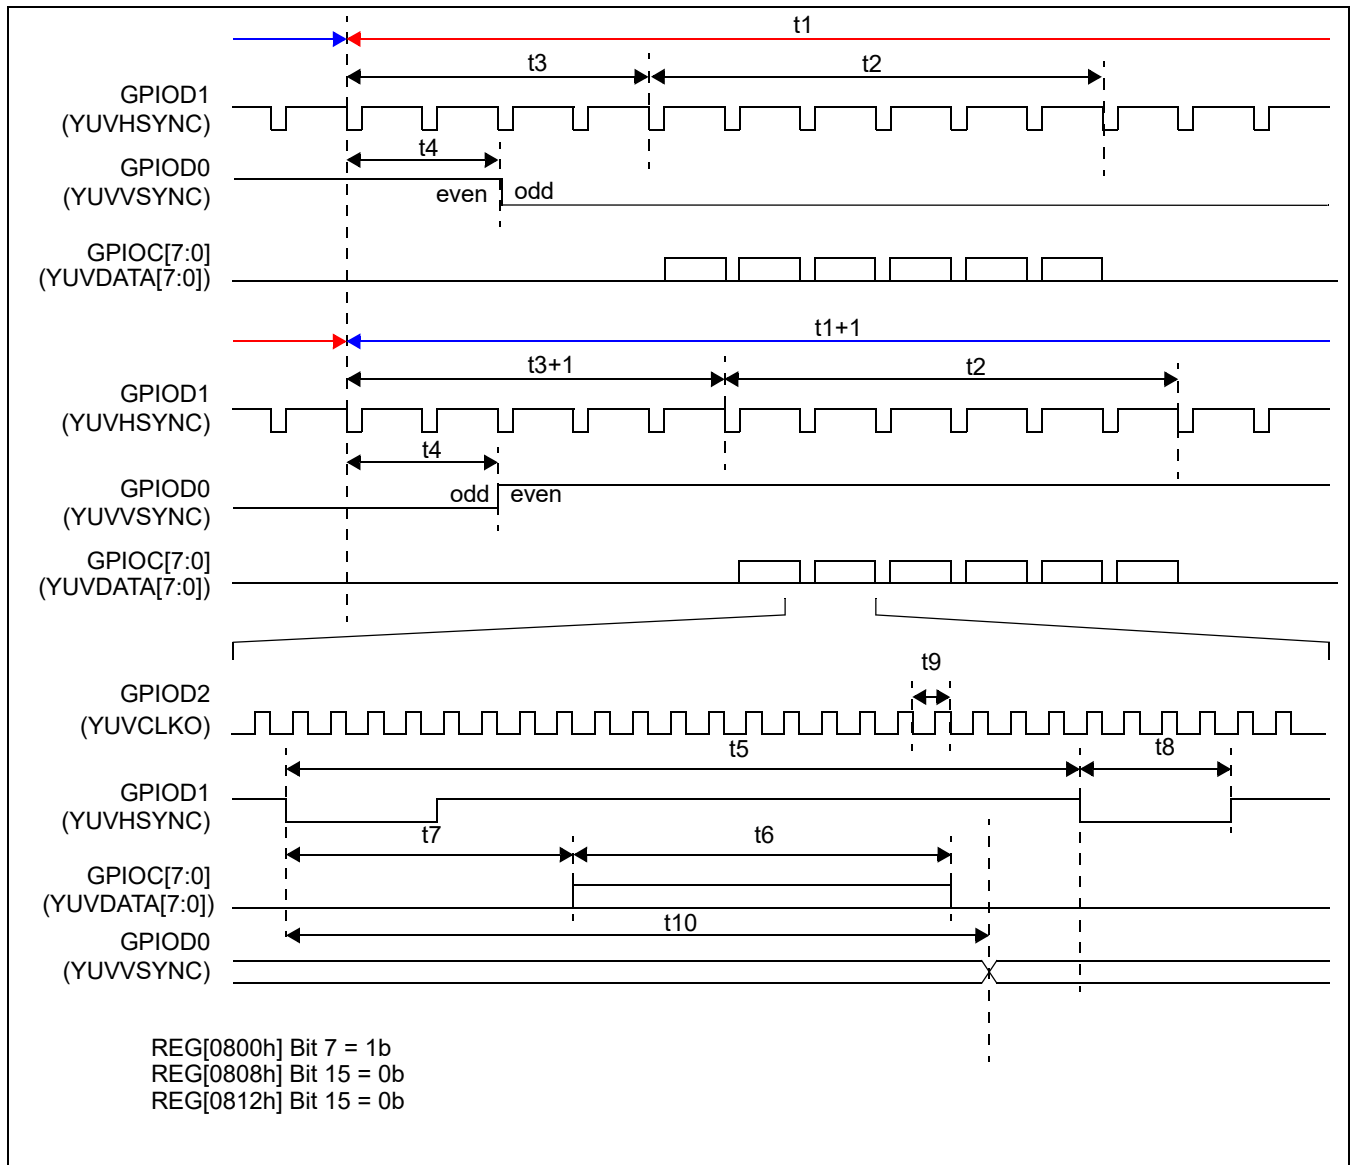 t1
t3
t2
GPIOD1
(YUVHSYNC)
t4
GPIOD0
(YUVVSYNC)
even
odd
GPIOC[7:0]
(YUVDATA[7:0])
t1+1
t3+1
t2
GPIOD1
(YUVHSYNC)
t4
GPIOD0
(YUVVSYNC)
odd
even
GPIOC[7:0]
(YUVDATA[7:0])
t9
GPIOD2
(YUVCLKO)
t5
t8
GPIOD1
(YUVHSYNC)
t7
t6
GPIOC[7:0]
(YUVDATA[7:0])
t10
GPIOD0
(YUVVSYNC)
REG[0800h] Bit 7 = 1b
REG[0808h] Bit 15 = 0b
REG[0812h] Bit 15 = 0b